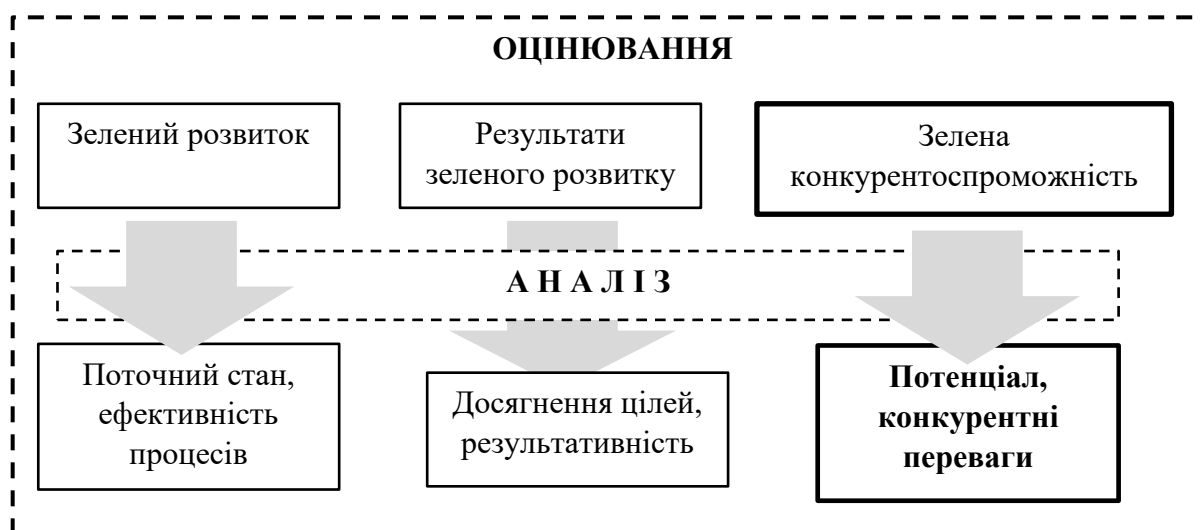 ОЦІНЮВАННЯ
Зелений розвиток
Результати
зеленого розвитку
Зелена
конкурентоспроможність
А Н А Л І З
Поточний стан,
ефективність
процесів
Досягнення цілей,
результативність
Потенціал,
конкурентні
переваги